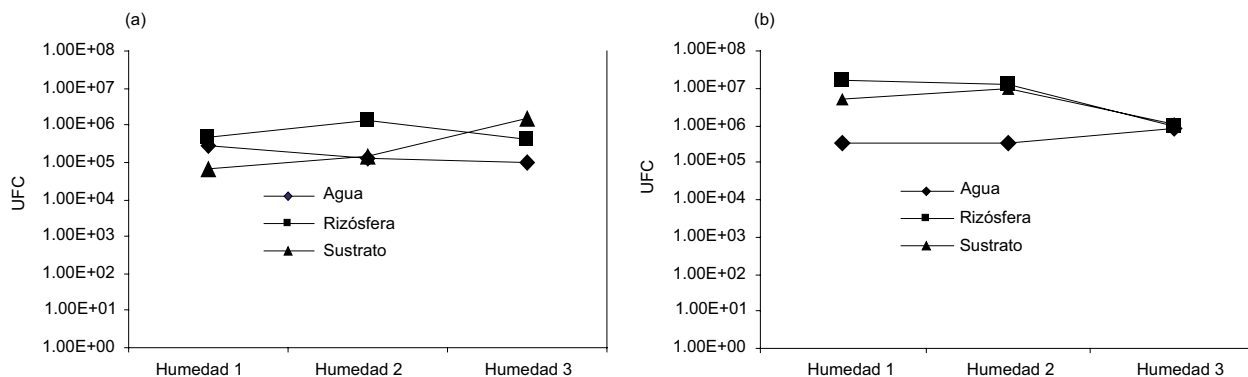 (a)
1.00E+08
1.00E+07
1.00E+06
1.00E+05
1.00E+04
1.00E+03
1.00E+02
1.00E+01
1.00E+00
UFC
Agua
Rizósfera
Sustrato
Humedad 1 Humedad 2 Humedad 3
(b)
1.00E+08
1.00E+07
1.00E+06
1.00E+05
1.00E+04
1.00E+03
1.00E+02
1.00E+01
1.00E+00
UFC
Agua
Rizósfera
Sustrato
Humedad 1 Humedad 2 Humedad 3